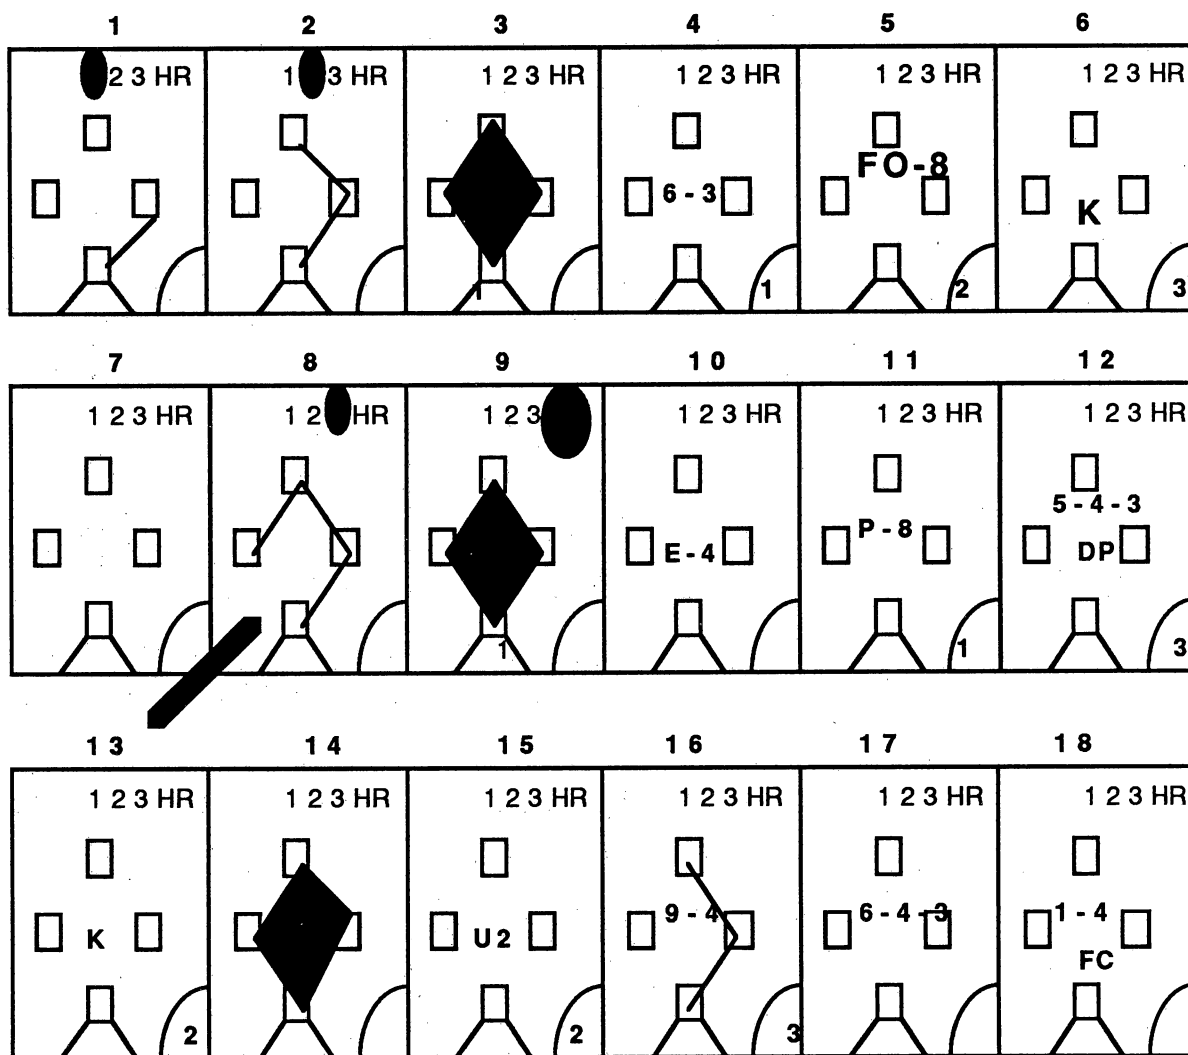 1 2 3 4 5 6
2 3 HR 1 3 HR 1 2 3 HR 1 2 3 HR 1 2 3 HR 1 2 3 HR
6 - 3 FO-8 K
1 1 2 3
7 8 9 10 11 12
1 2 3 HR 1 2 HR 1 2 3 1 2 3 HR 1 2 3 HR 1 2 3 HR
5 - 4 - 3
E - 4 P - 8 DP
1 1 3
13 14 15 16 17 18
1 2 3 HR 1 2 3 HR 1 2 3 HR 1 2 3 HR 1 2 3 HR 1 2 3 HR
K U2 9 - 4 6 - 4 - 3 1 - 4
FC
2 2 3